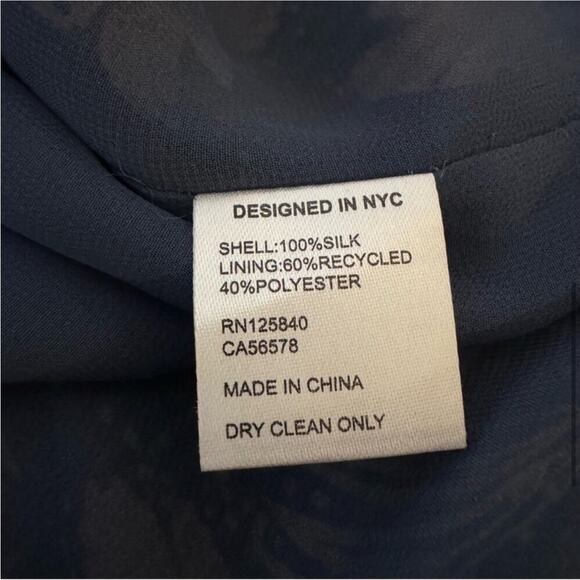 DESIGNED IN NYC
SHELL:100%SILK
LINING:60%RECYCLED
40%POLYESTER
RN125840
CA56578
MADE IN CHINA
DRY CLEAN ONLY